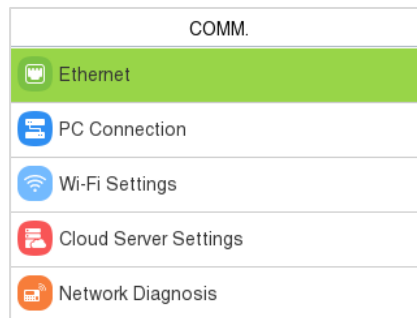 COMM.
Ethernet
PC Connection
Wi-Fi Settings
Cloud Server Settings
Network Diagnosis